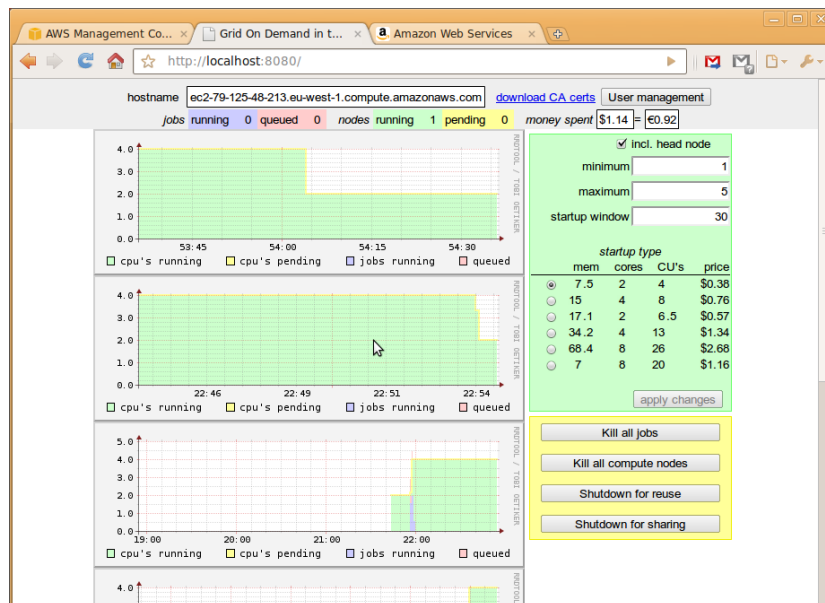 AWS Management Co... Grid On Demand in t... Amazon Web Services
http://localhost:8080/
hostname ec2-79-125-48-213.eu-west-1.compute.amazonaws.com download CA certs User management
jobs running 0 queued 0 nodes running 1 pending 0 money spent $1.14 = €0.92
4.0
3.0
2.0
1.0
0.0
53:45 54:00 54:15 54:30
cpu's running cpu's pending jobs running queued
RRDTOOL / TOBI OETIKER
4.0
3.0
2.0
1.0
0.0
22:46 22:49 22:51 22:54
cpu's running cpu's pending jobs running queued
RRDTOOL / TOBI OETIKER
5.0
4.0
3.0
2.0
1.0
0.0
19:00 20:00 21:00 22:00
cpu's running cpu's pending jobs running queued
RRDTOOL / TOBI OETIKER
4.0
3.0
RRDTOOL
incl. head node
minimum 1
maximum 5
startup window 30
startup type
mem cores CU's price
7.5 2 4 $0.38
15 4 8 $0.76
17.1 2 6.5 $0.57
34.2 4 13 $1.34
68.4 8 26 $2.68
7 8 20 $1.16
apply changes
Kill all jobs
Kill all compute nodes
Shutdown for reuse
Shutdown for sharing